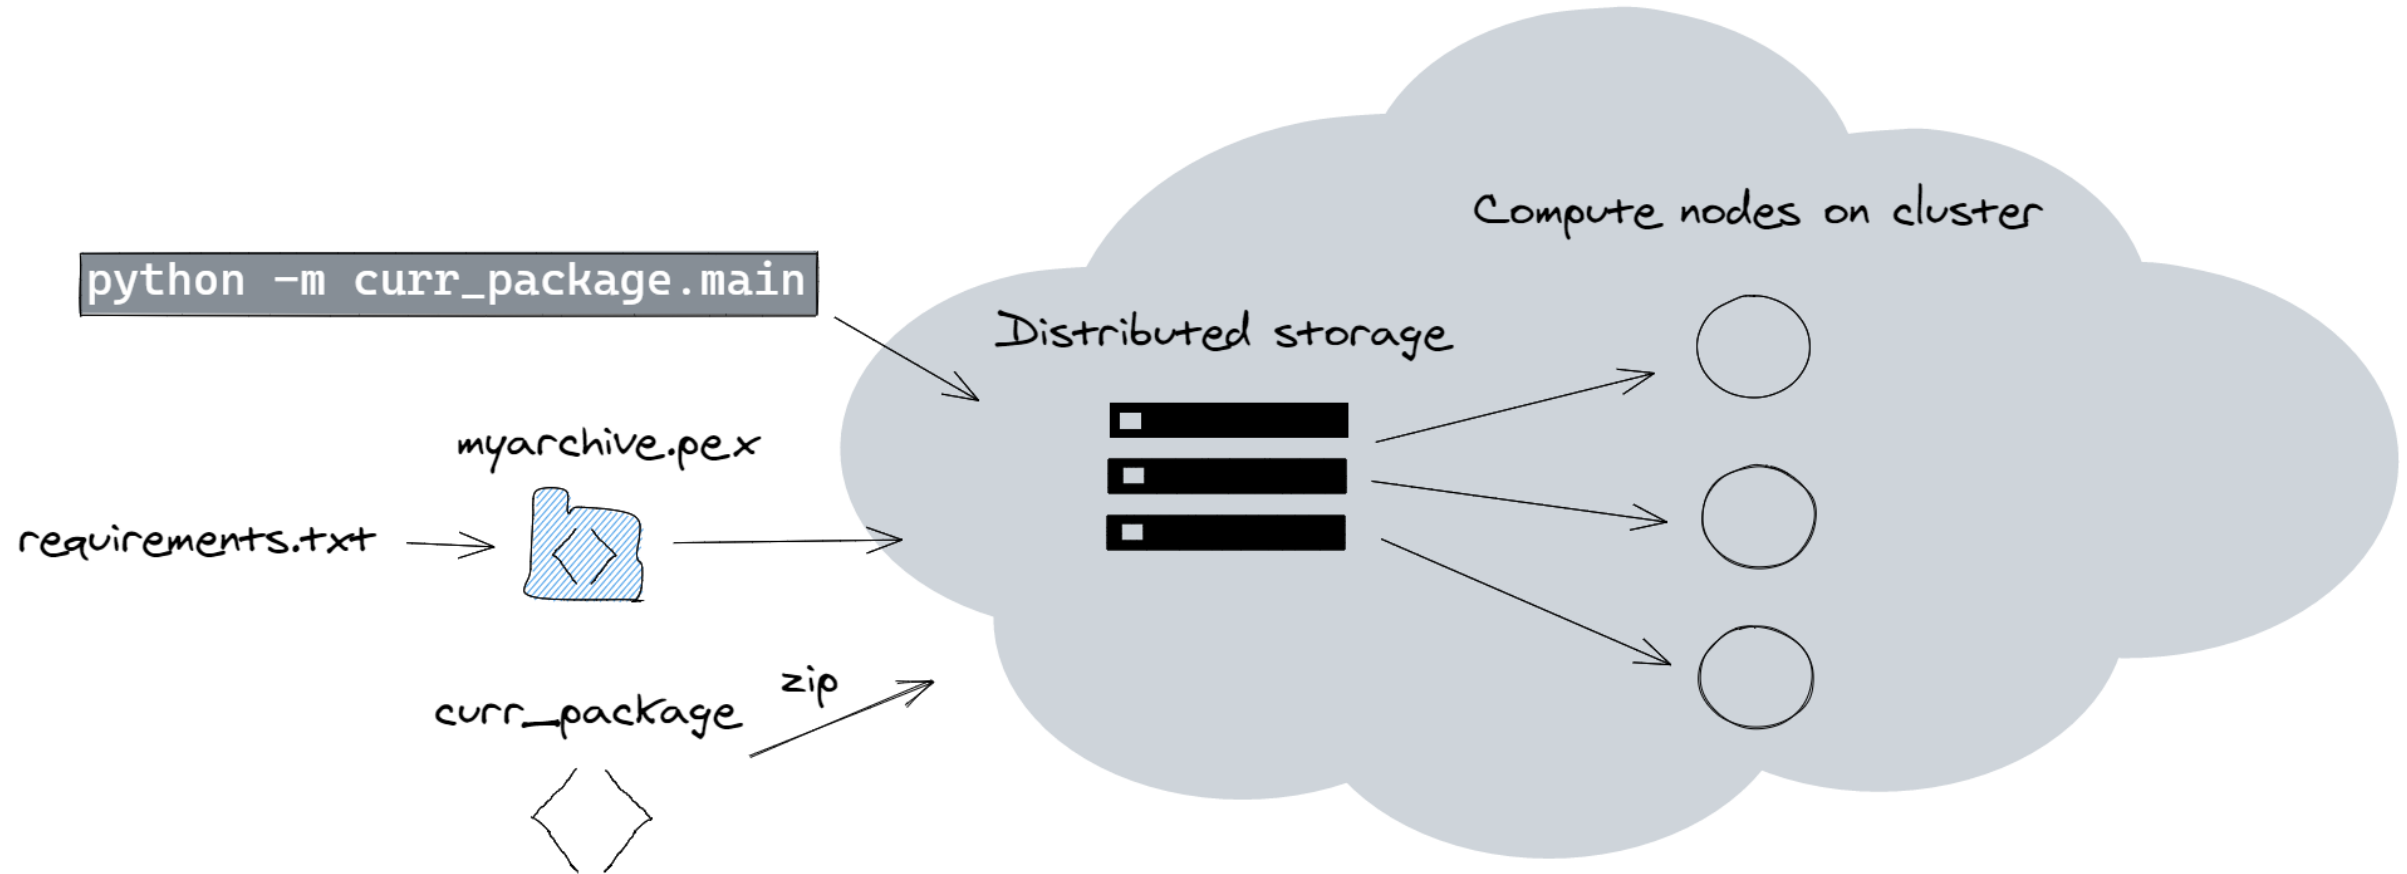 Compute nodes on cluster
python -m curr_package.main
Distributed storage
myarchive.pex
requirements.txt
zip
curr_package